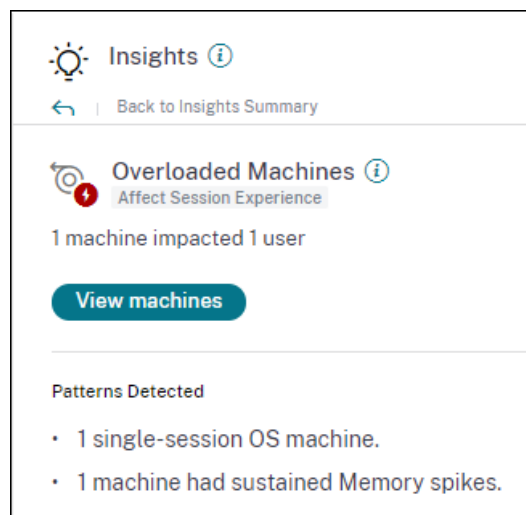 Insights
Back to Insights Summary
Overloaded Machines
Affect Session Experience
1 machine impacted 1 user
View machines
Patterns Detected
• 1 single-session OS machine.
• 1 machine had sustained Memory spikes.